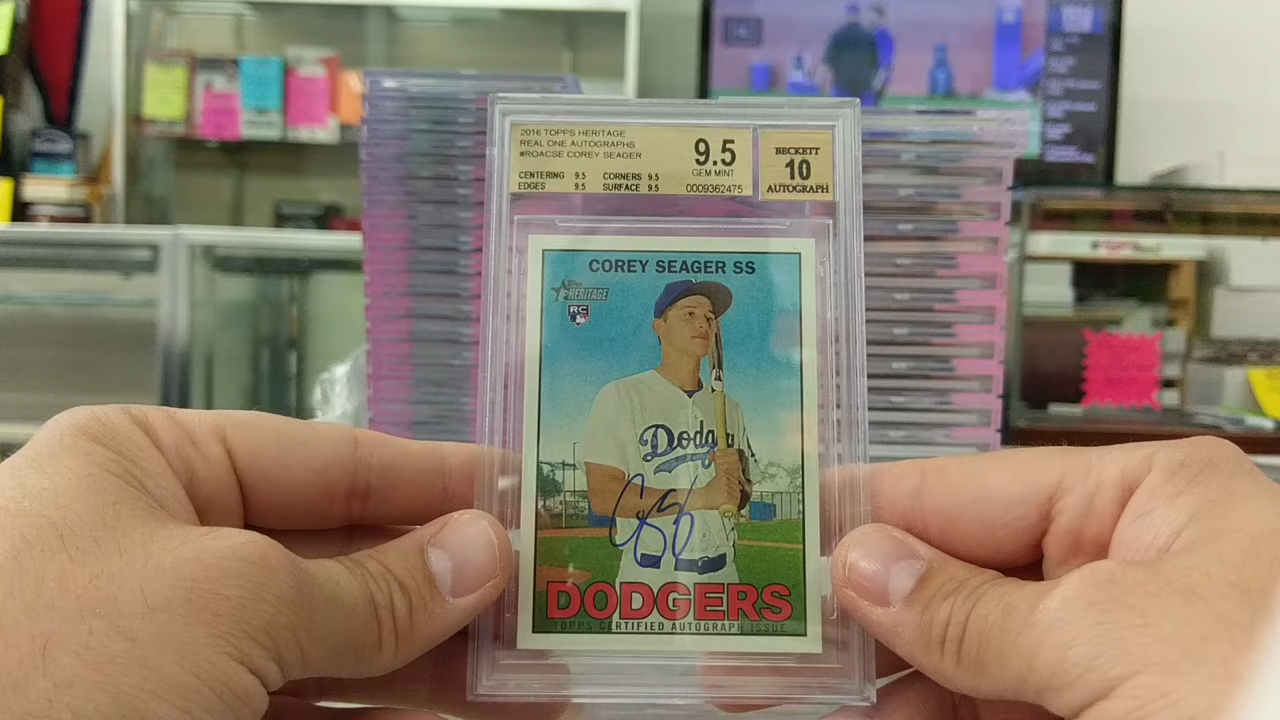 2016 TOPPS HERITAGE
REAL ONE AUTOGRAPHS
#ROACSE COREY SEAGER
CENTERING 9.5 CORNERS 9.5
EDGES 9.5 SURFACE 9.5
9.5
GEM MINT
0009362475
BECKETT
10
AUTOGRAPH
COREY SEAGER SS
Topps
HERITAGE
RC
Dodg
DODGERS
TOPPS CERTIFIED AUTOGRAPH ISSUE